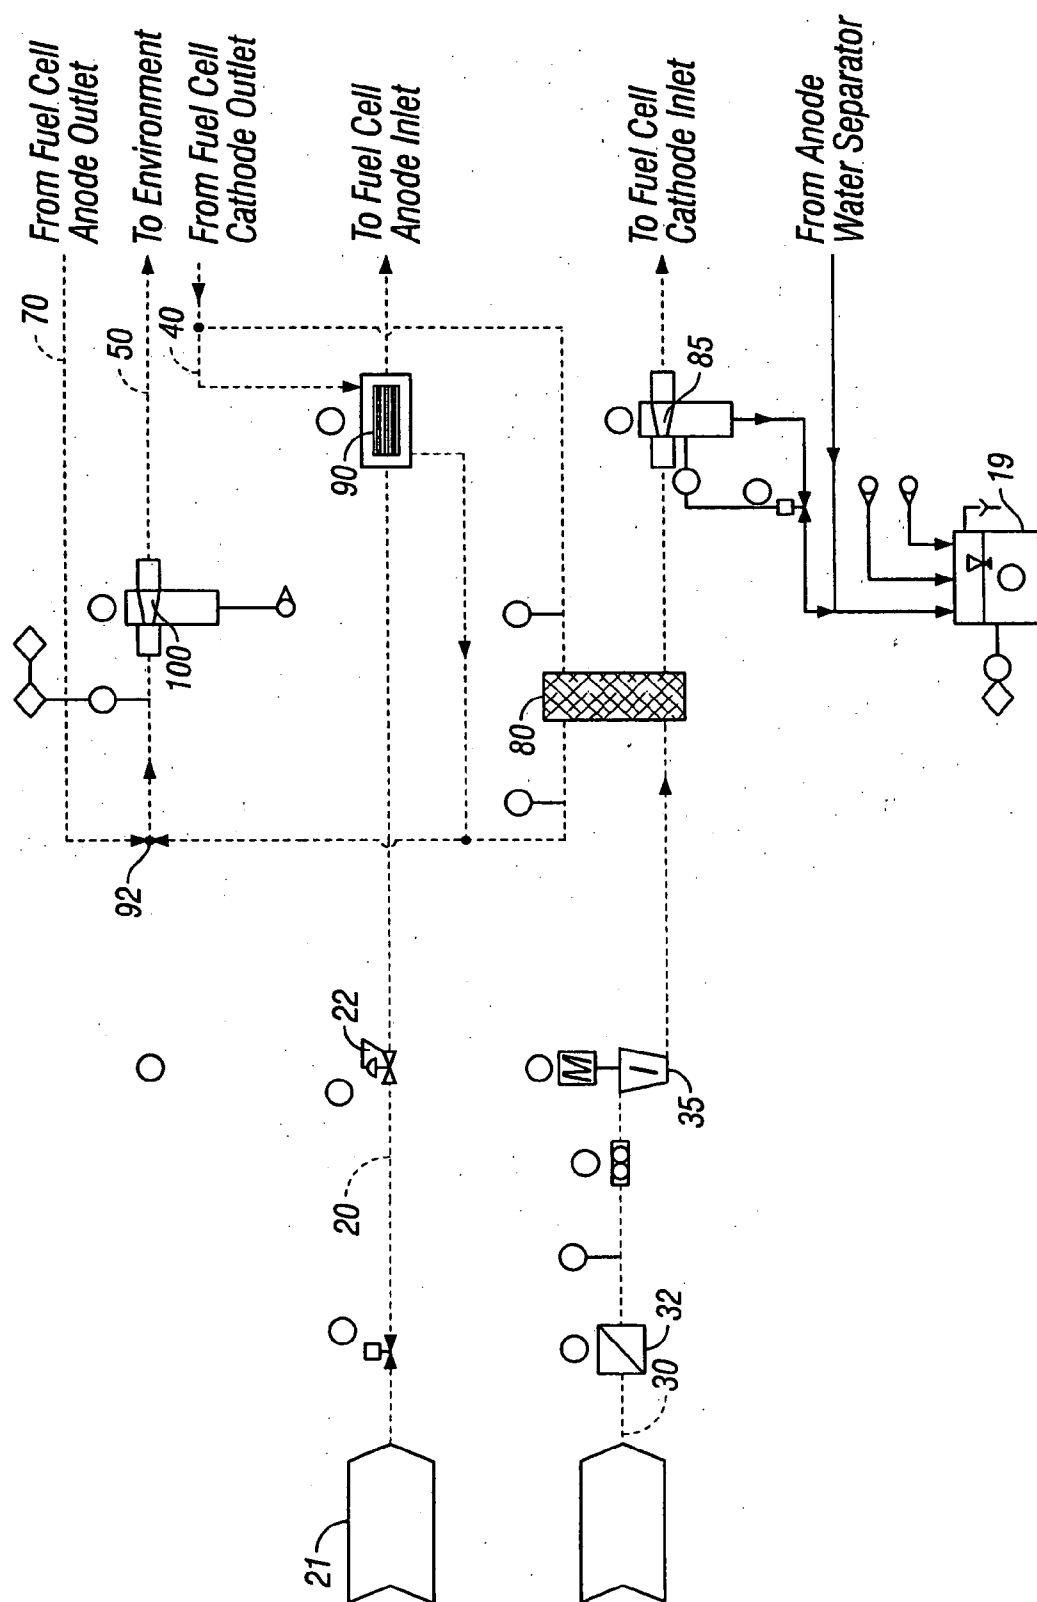 From Fuel Cell
Anode Outlet
To Environment
From Fuel Cell
Cathode Outlet
To Fuel Cell
Anode Inlet
To Fuel Cell
Cathode Inlet
From Anode
Water Separator
70
50
40
90
85
19
100
80
92
22
20
M
35
32
30
21